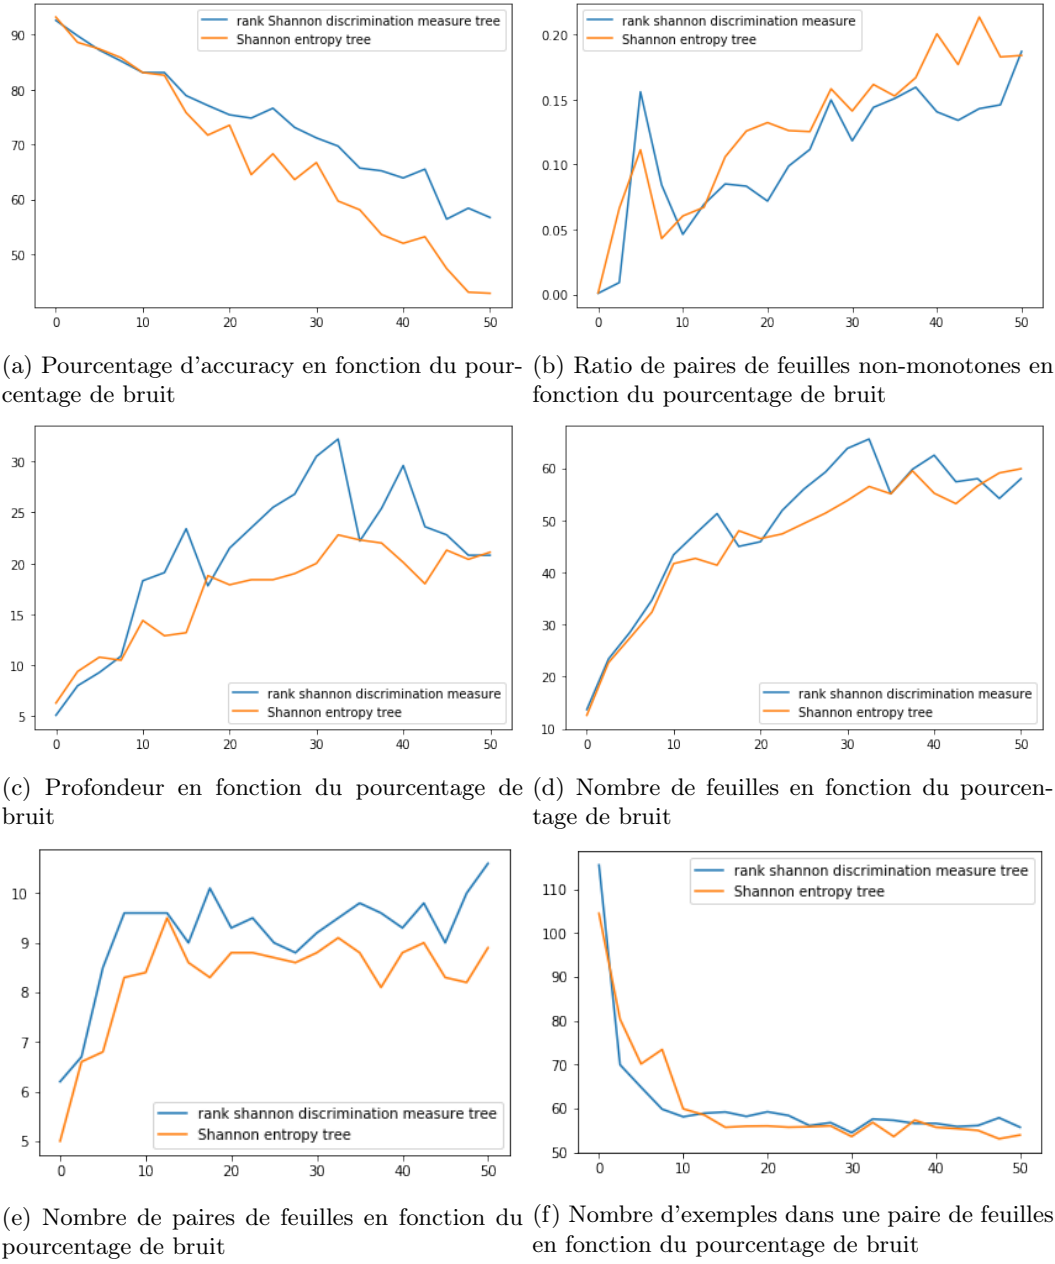 rank Shannon discrimination measure tree
Shannon entropy tree
90
80
70
60
50
0 10 20 30 40 50
rank shannon discrimination measure
Shannon entropy tree
0.20
0.15
0.10
0.05
0.00
0 10 20 30 40 50
(a) Pourcentage d'accuracy en fonction du pour-
centage de bruit
(b) Ratio de paires de feuilles non-monotones en
fonction du pourcentage de bruit
30
25
20
15
10
5
rank shannon discrimination measure
Shannon entropy tree
0 10 20 30 40 50
60
50
40
30
20
10
rank shannon discrimination measure
Shannon entropy tree
0 10 20 30 40 50
(c) Profondeur en fonction du pourcentage de
bruit
(d) Nombre de feuilles en fonction du pourcen-
tage de bruit
10
9
8
7
6
5
rank shannon discrimination measure tree
Shannon entropy tree
0 10 20 30 40 50
rank shannon discrimination measure tree
Shannon entropy tree
110
100
90
80
70
60
50
0 10 20 30 40 50
(e) Nombre de paires de feuilles en fonction du
pourcentage de bruit
(f) Nombre d'exemples dans une paire de feuilles
en fonction du pourcentage de bruit